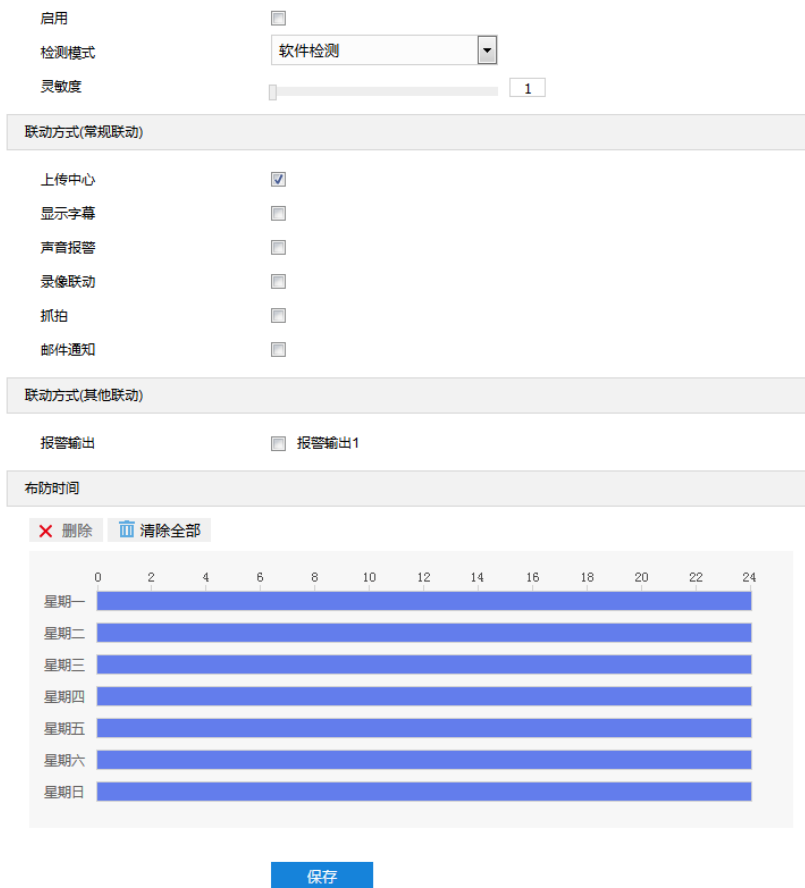 启用
检测模式 软件检测
灵敏度 1
联动方式(常规联动)
上传中心
显示字幕
声音报警
录像联动
抓拍
邮件通知
联动方式(其他联动)
报警输出 报警输出1
布防时间
删除 清除全部
0 2 4 6 8 10 12 14 16 18 20 22 24
星期一
星期二
星期三
星期四
星期五
星期六
星期日
保存